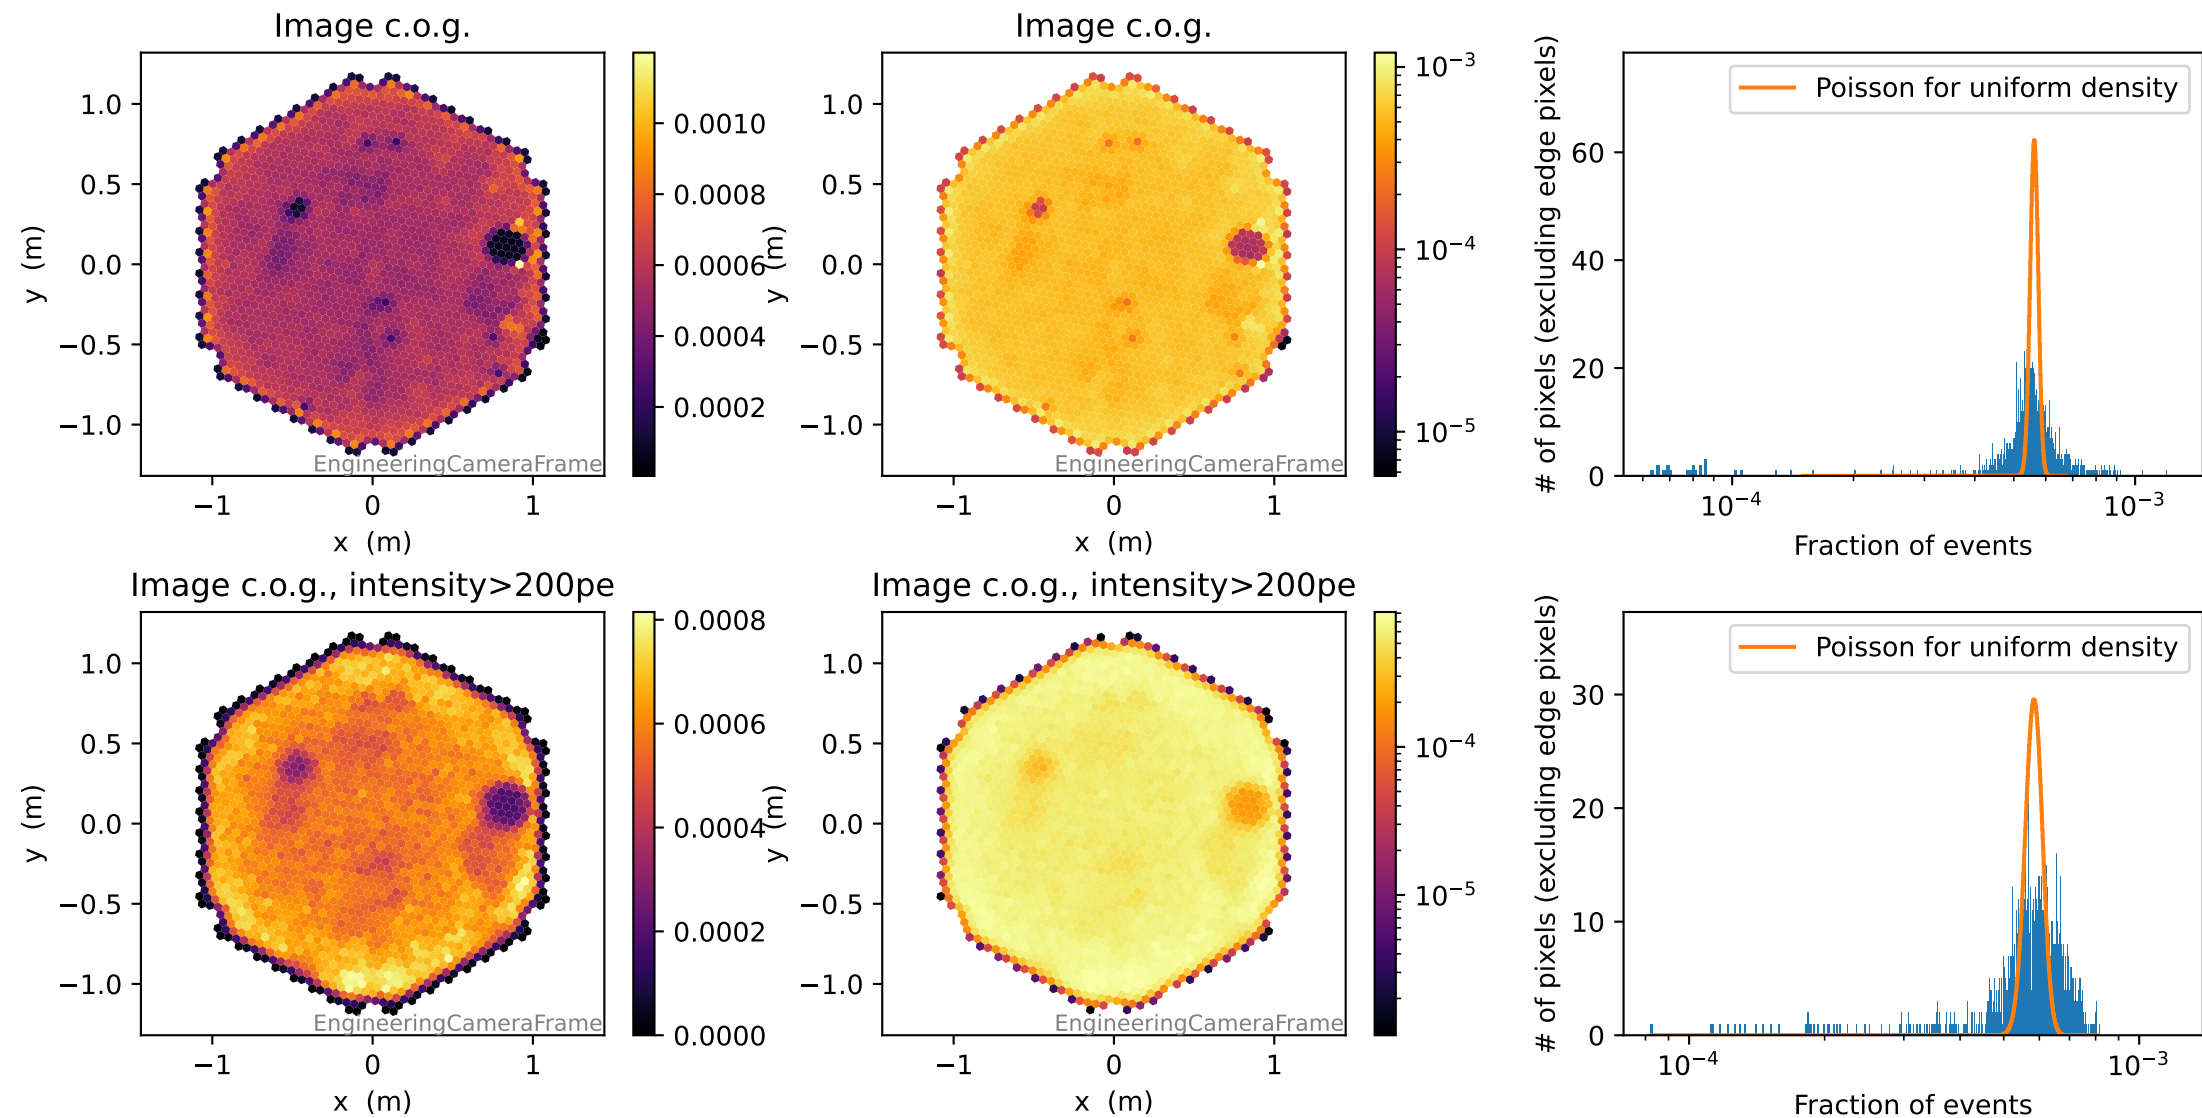 Image c.o.g.
1.0
0.5
0.0
−0.5
−1.0
y (m)
−1
0
1
x (m)
EngineeringCameraFrame
0.0010
0.0008
0.0006
0.0004
0.0002
Image c.o.g.
1.0
0.5
0.0
−0.5
−1.0
y (m)
−1
0
1
x (m)
EngineeringCameraFrame
10−3
10−4
10−5
# of pixels (excluding edge pixels)
60
40
20
0
Poisson for uniform density
10−4
10−3
Fraction of events
Image c.o.g., intensity>200pe
1.0
0.5
0.0
−0.5
−1.0
y (m)
−1
0
1
x (m)
EngineeringCameraFrame
0.0008
0.0006
0.0004
0.0002
0.0000
Image c.o.g., intensity>200pe
1.0
0.5
0.0
−0.5
−1.0
y (m)
−1
0
1
x (m)
EngineeringCameraFrame
10−4
10−5
# of pixels (excluding edge pixels)
30
20
10
0
Poisson for uniform density
10−4
10−3
Fraction of events